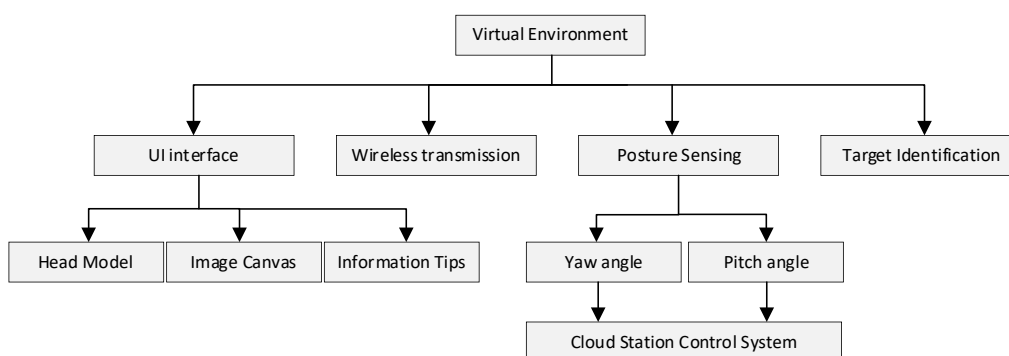 Virtual Environment
UI interface
Wireless transmission
Posture Sensing
Target Identification
Head Model
Image Canvas
Information Tips
Yaw angle
Pitch angle
Cloud Station Control System